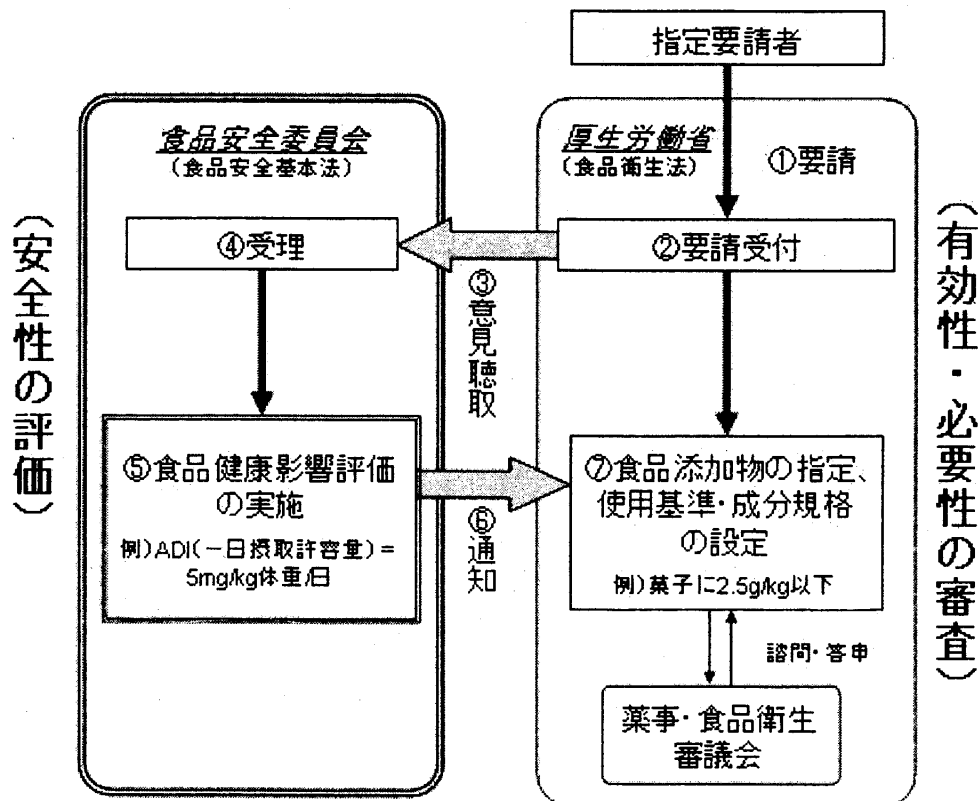 指定要請者
食品安全委員会
(食品安全基本法)
厚生労働省
(食品衛生法)
①要請
④受理
②要請受付
③意見聴取
(安全性の評価)
(有効性・必要性の審査)
⑤食品健康影響評価
の実施
例)ADI(一日摂取許容量)=
5mg/kg体重/日
⑥通知
⑦食品添加物の指定、
使用基準・成分規格
の設定
例)菓子に2.5g/kg以下
諮問・答申
薬事・食品衛生
審議会